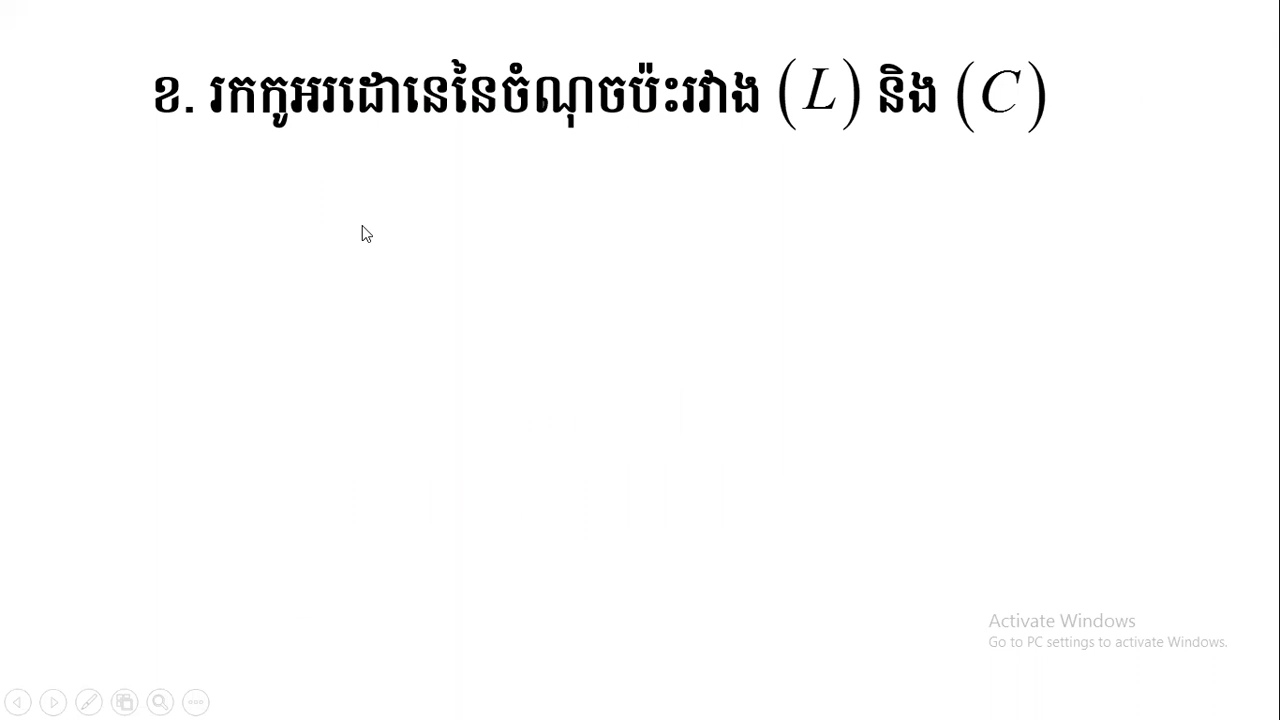 ខ. រកកូអរដោនេនៃចំណុចប៉ះរវាង (L) និង (C)
Activate Windows
Go to PC settings to activate Windows.